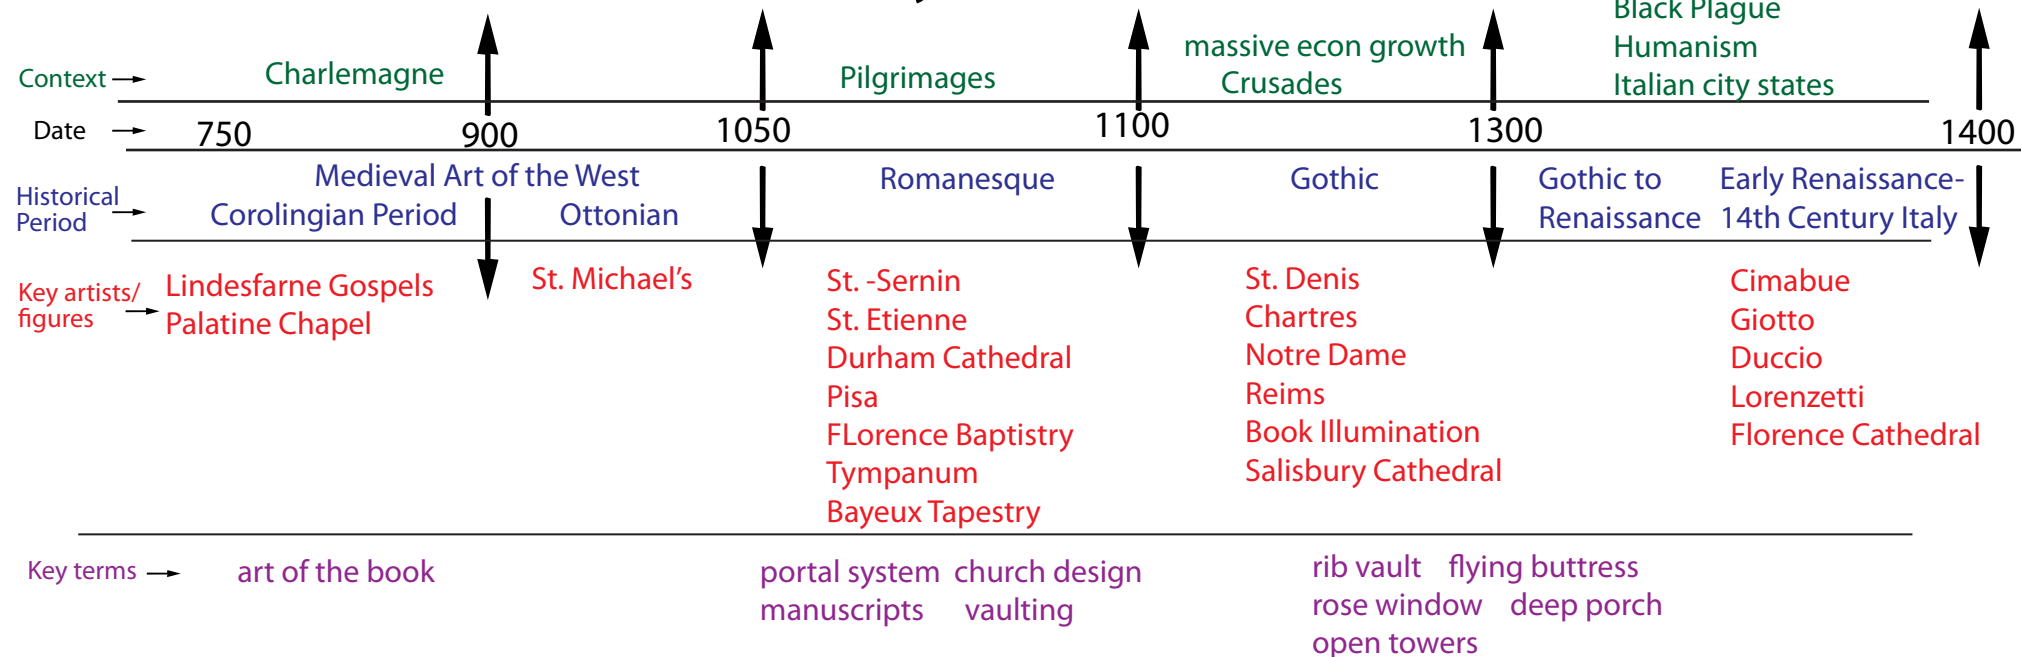 Black Plague
massive econ growth
Humanism
Context → Charlemagne
Pilgrimages
Crusades
Italian city states
Date → 750 900 1050 1100 1300 1400
Medieval Art of the West
Romanesque
Gothic
Gothic to
Early Renaissance-
Historical
Period →
Corolingian Period
Ottonian
Renaissance
14th Century Italy
Key artists/
figures →
Lindesfarne Gospels
Palatine Chapel
St. Michael's
St. -Sernin
St. Etienne
Durham Cathedral
Pisa
FLorence Baptistry
Tympanum
Bayeux Tapestry
St. Denis
Chartres
Notre Dame
Reims
Book Illumination
Salisbury Cathedral
Cimabue
Giotto
Duccio
Lorenzetti
Florence Cathedral
Key terms →
art of the book
portal system church design
manuscripts vaulting
rib vault flying buttress
rose window deep porch
open towers